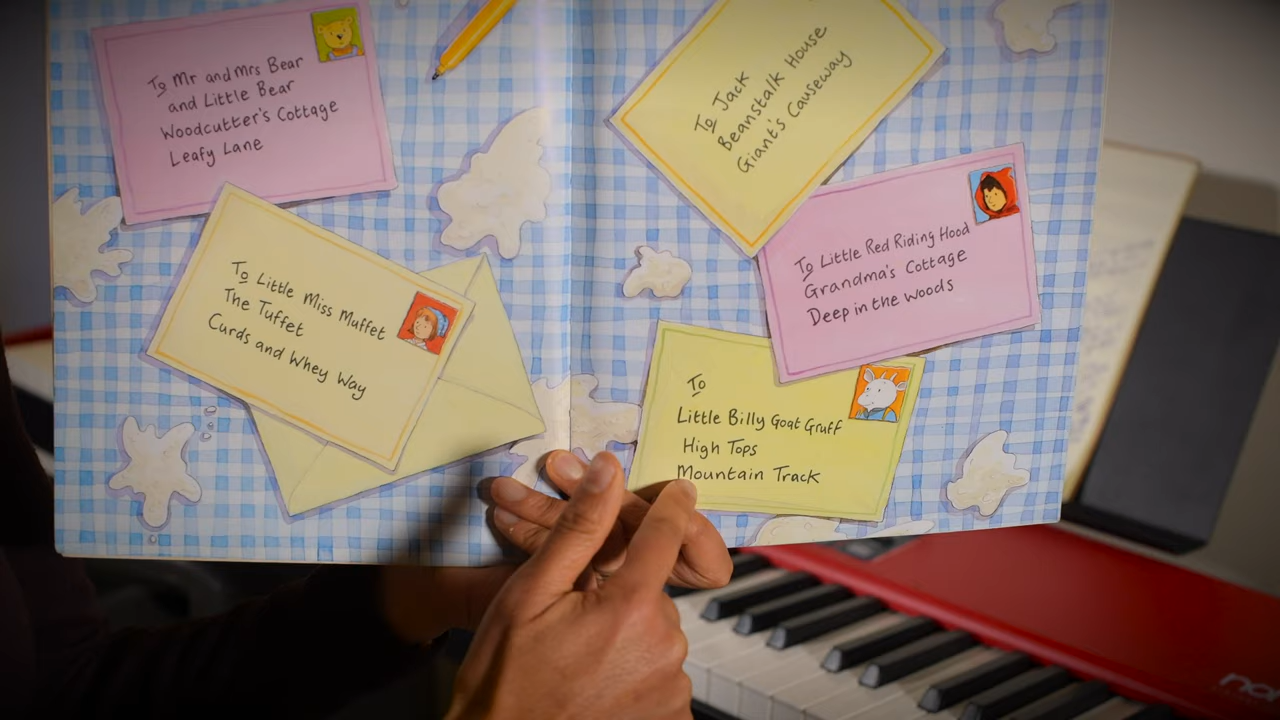 To Mr and Mrs Bear
and Little Bear
Woodcutter's Cottage
Leafy Lane
To Little Miss Muffet
The Tuffet
Curds and Whey Way
To Jack
Beanstalk House
Giant's Causeway
To Little Red Riding Hood
Grandma's Cottage
Deep in the woods
To
Little Billy Goat Gruff
High Tops
Mountain Track